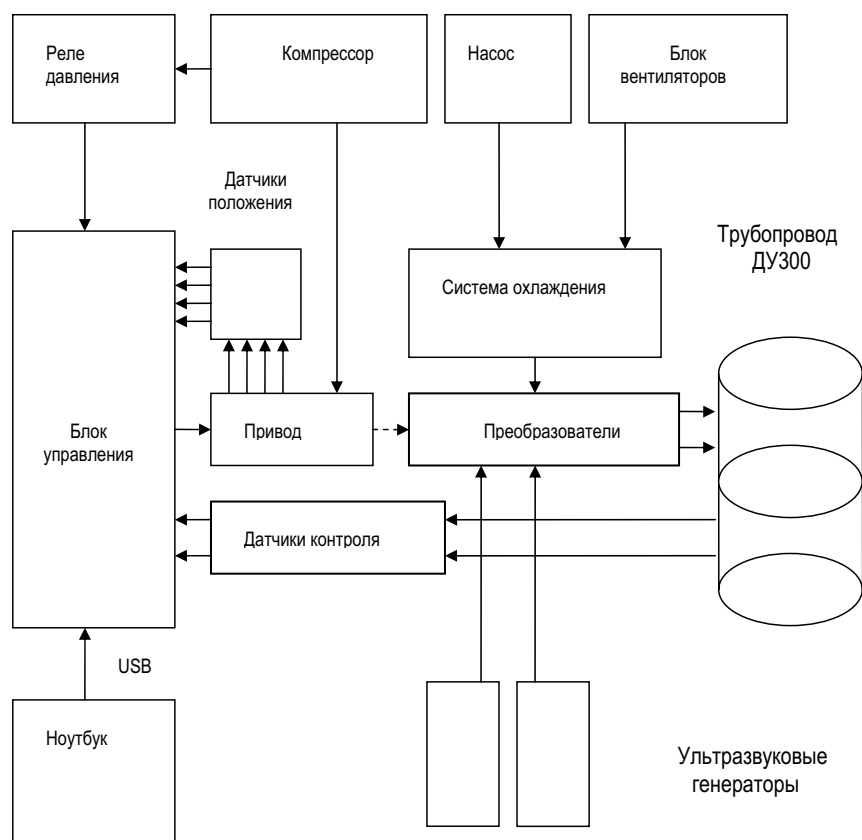 Реле
давления
Компрессор
Насос
Блок
вентиляторов
Датчики
положения
Трубопровод
ДУ300
Система охлаждения
Блок
управления
Привод
Преобразователи
Датчики контроля
USB
Ноутбук
Ультразвуковые
генераторы